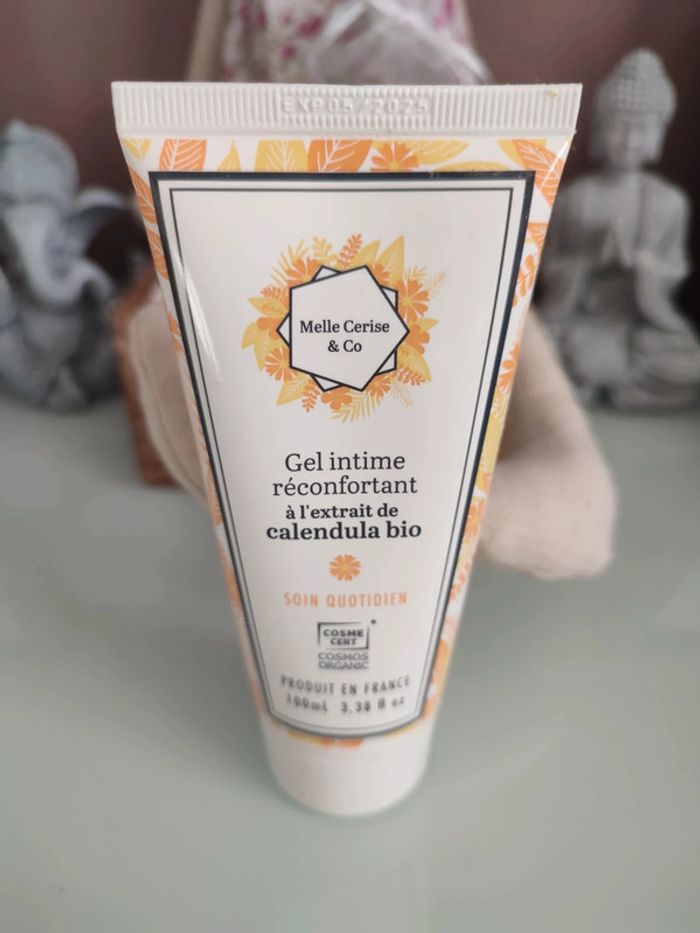 EXP05/2025
Melle Cerise
& Co
Gel intime
réconfortant
à l'extrait de
calendula bio
SOIN QUOTIDIEN
COSME
CERT
COSMOS
ORGANIC
PRODUIT EN FRANCE
100mL 3.38 fl oz